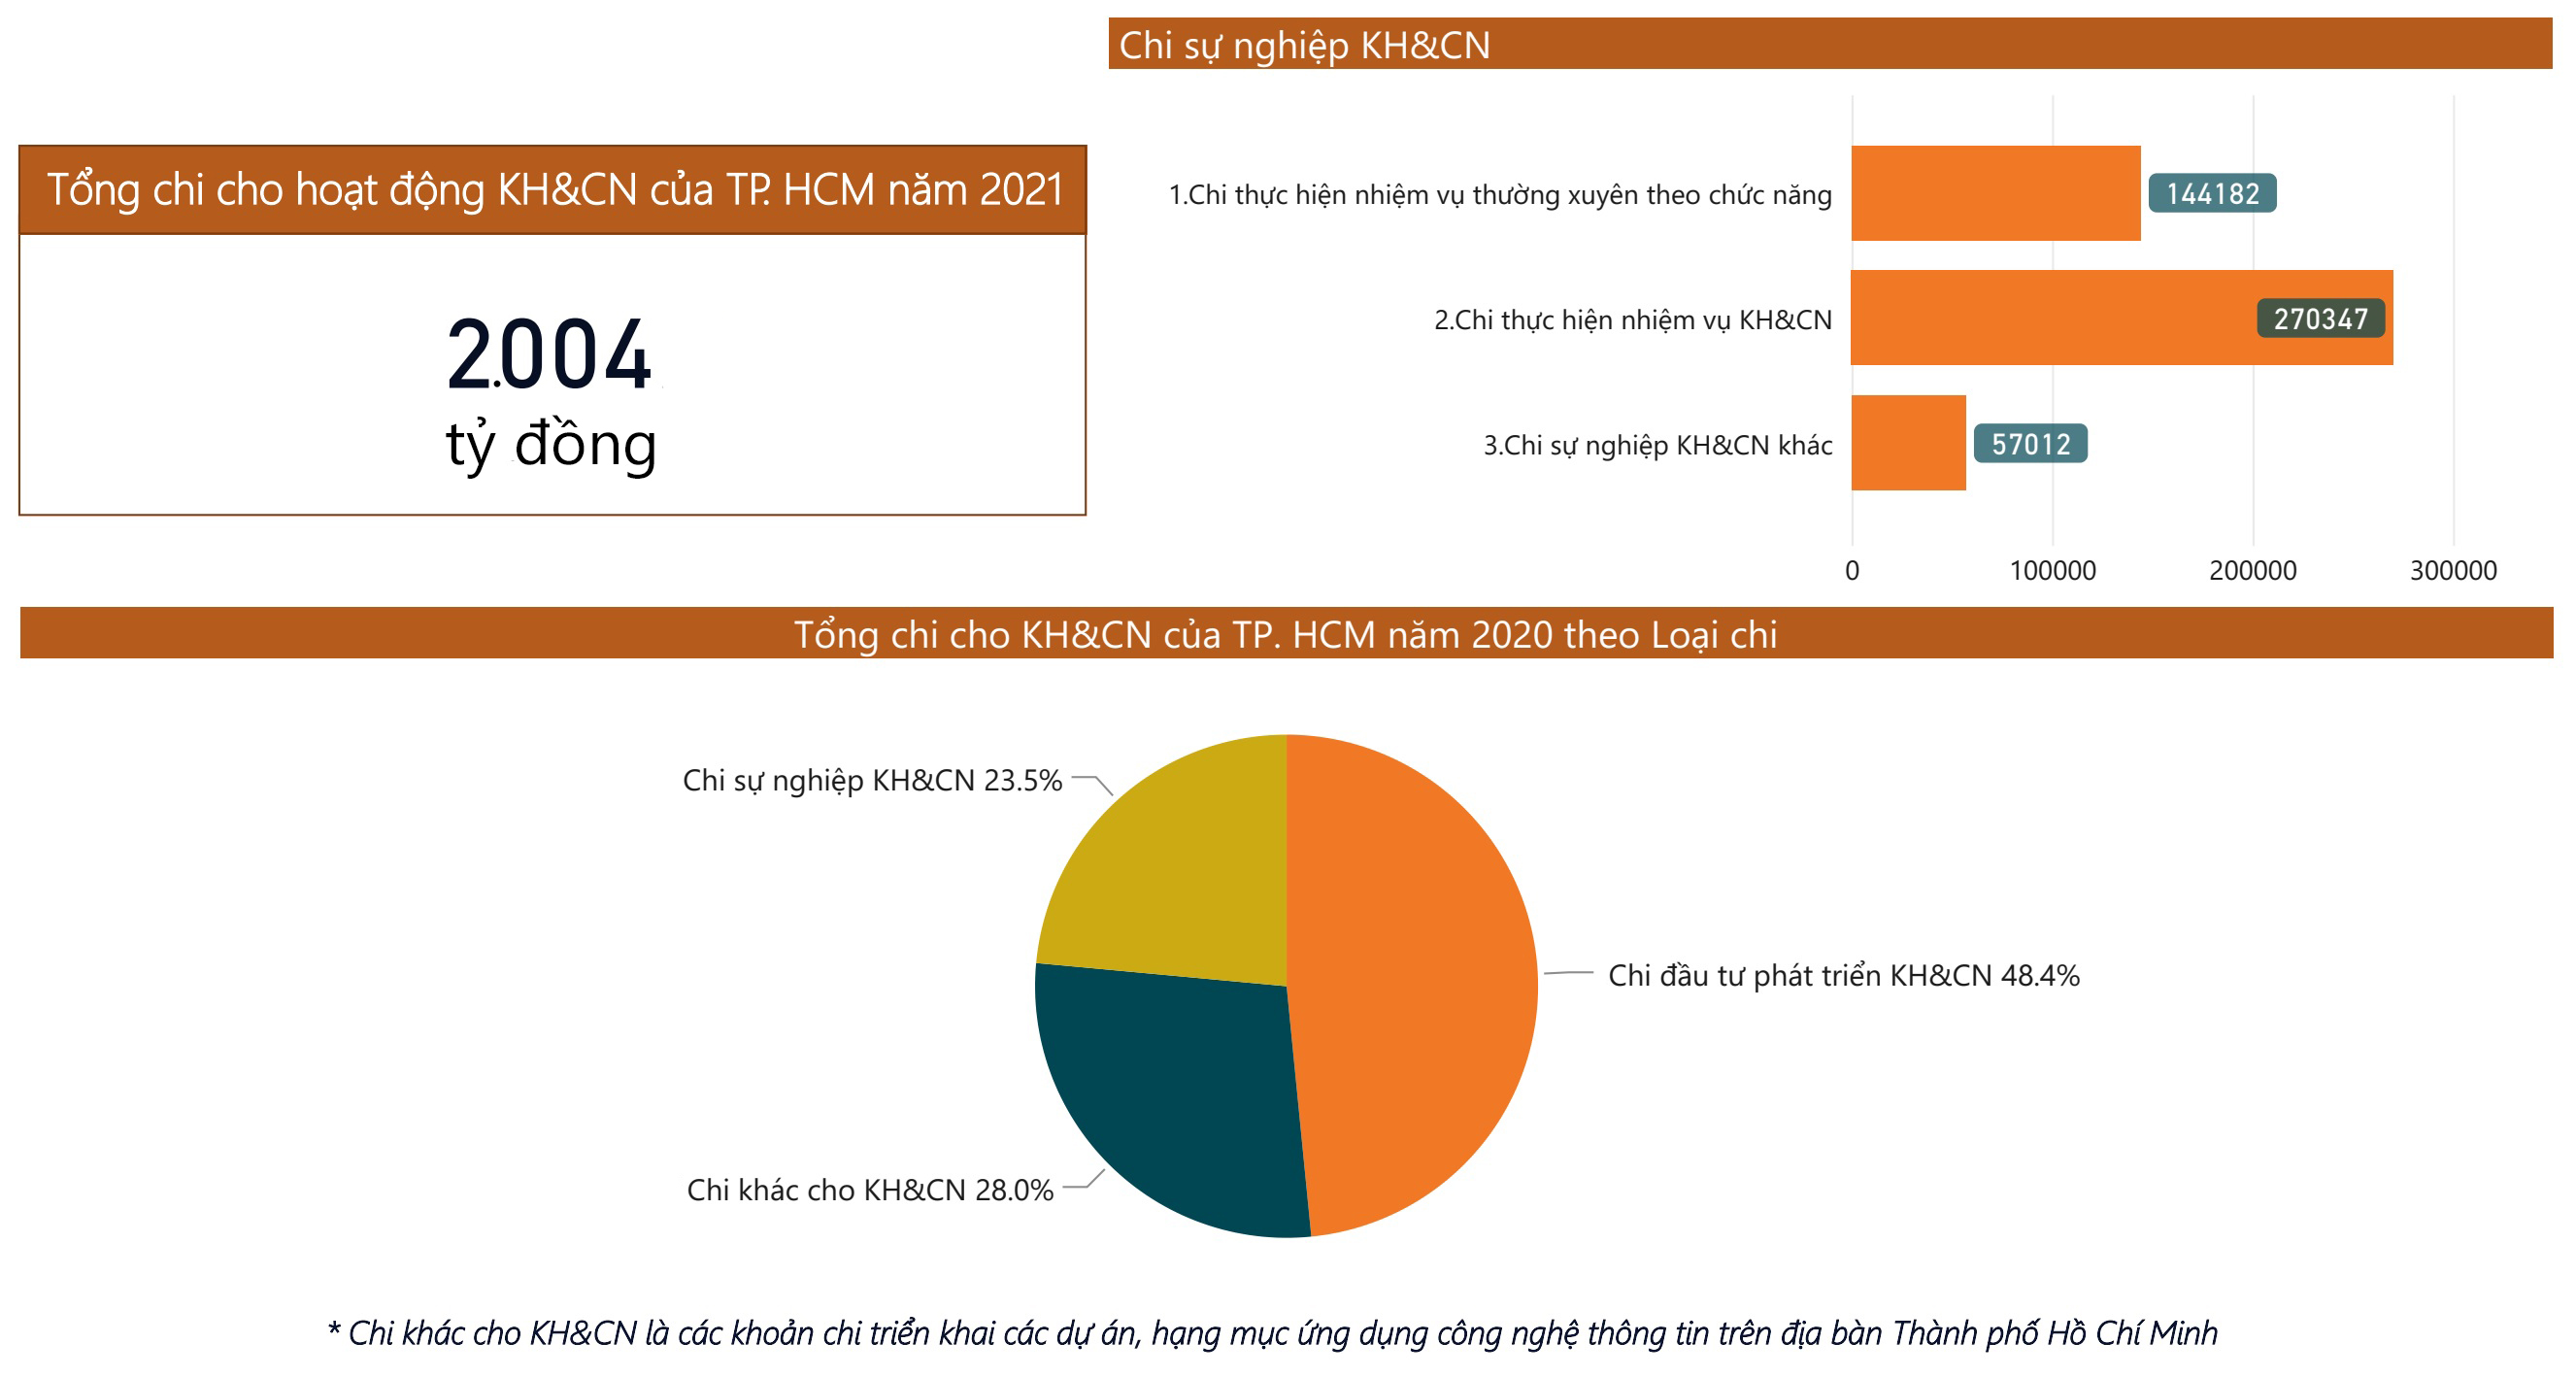 Chi sự nghiệp KH&CN
Tổng chi cho hoạt động KH&CN của TP. HCM năm 2021
2.004
tỷ đồng
1.Chi thực hiện nhiệm vụ thường xuyên theo chức năng
144182
2.Chi thực hiện nhiệm vụ KH&CN
270347
3.Chi sự nghiệp KH&CN khác
57012
0 100000 200000 300000
Tổng chi cho KH&CN của TP. HCM năm 2020 theo Loại chi
Chi sự nghiệp KH&CN 23.5%
Chi đầu tư phát triển KH&CN 48.4%
Chi khác cho KH&CN 28.0%
* Chi khác cho KH&CN là các khoản chi triển khai các dự án, hạng mục ứng dụng công nghệ thông tin trên địa bàn Thành phố Hồ Chí Minh